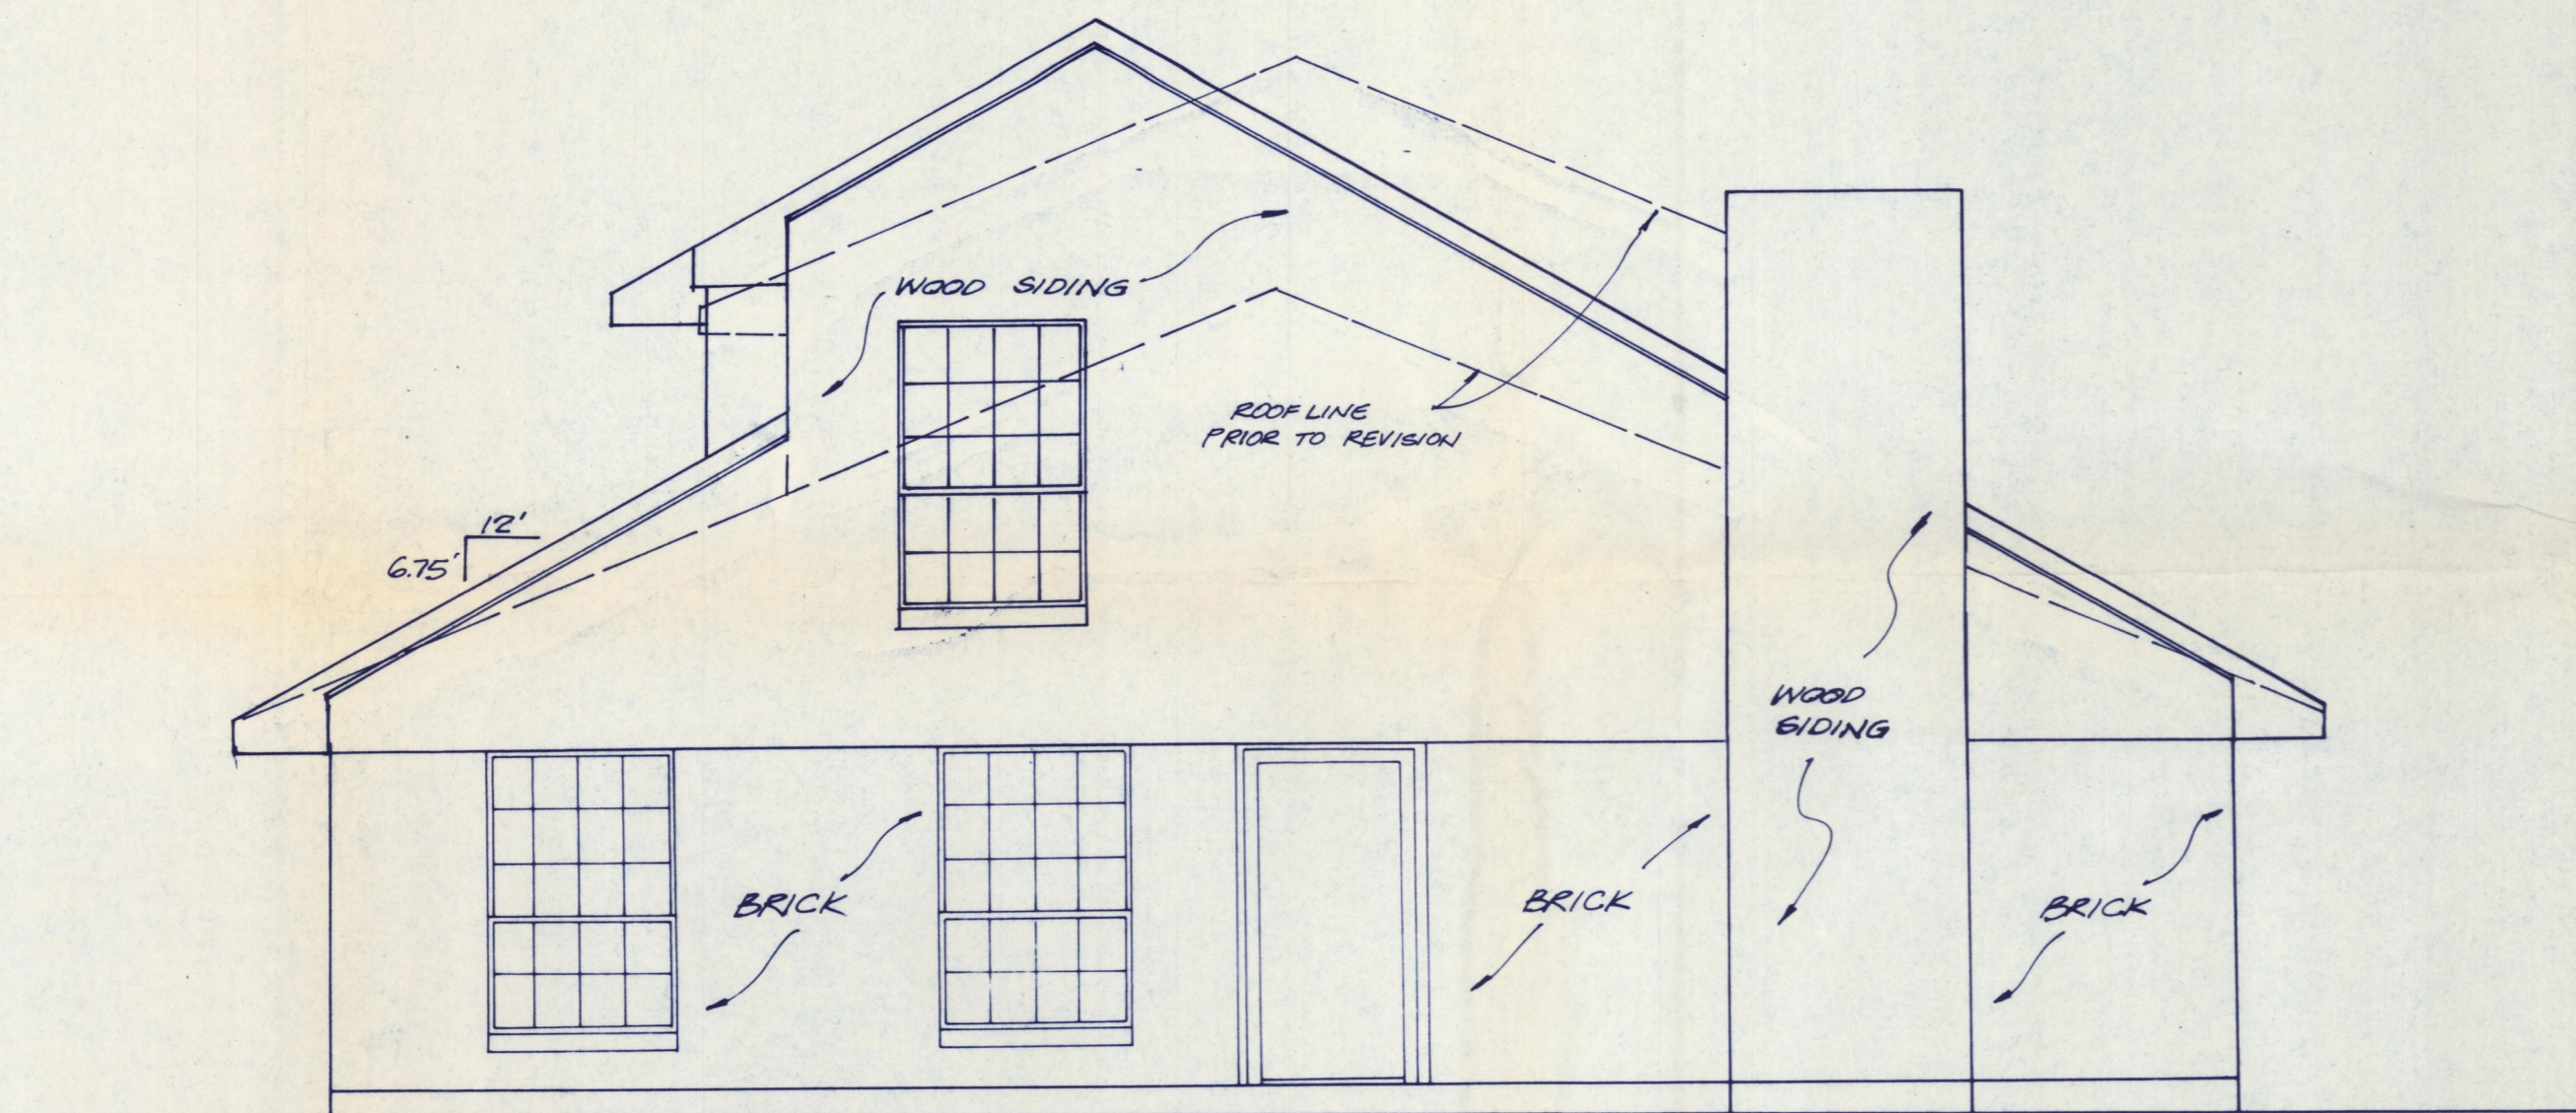 WOOD SIDING
ROOF LINE
PRIOR TO REVISION
12'
6.75'
WOOD
SIDING
BRICK
BRICK
BRICK